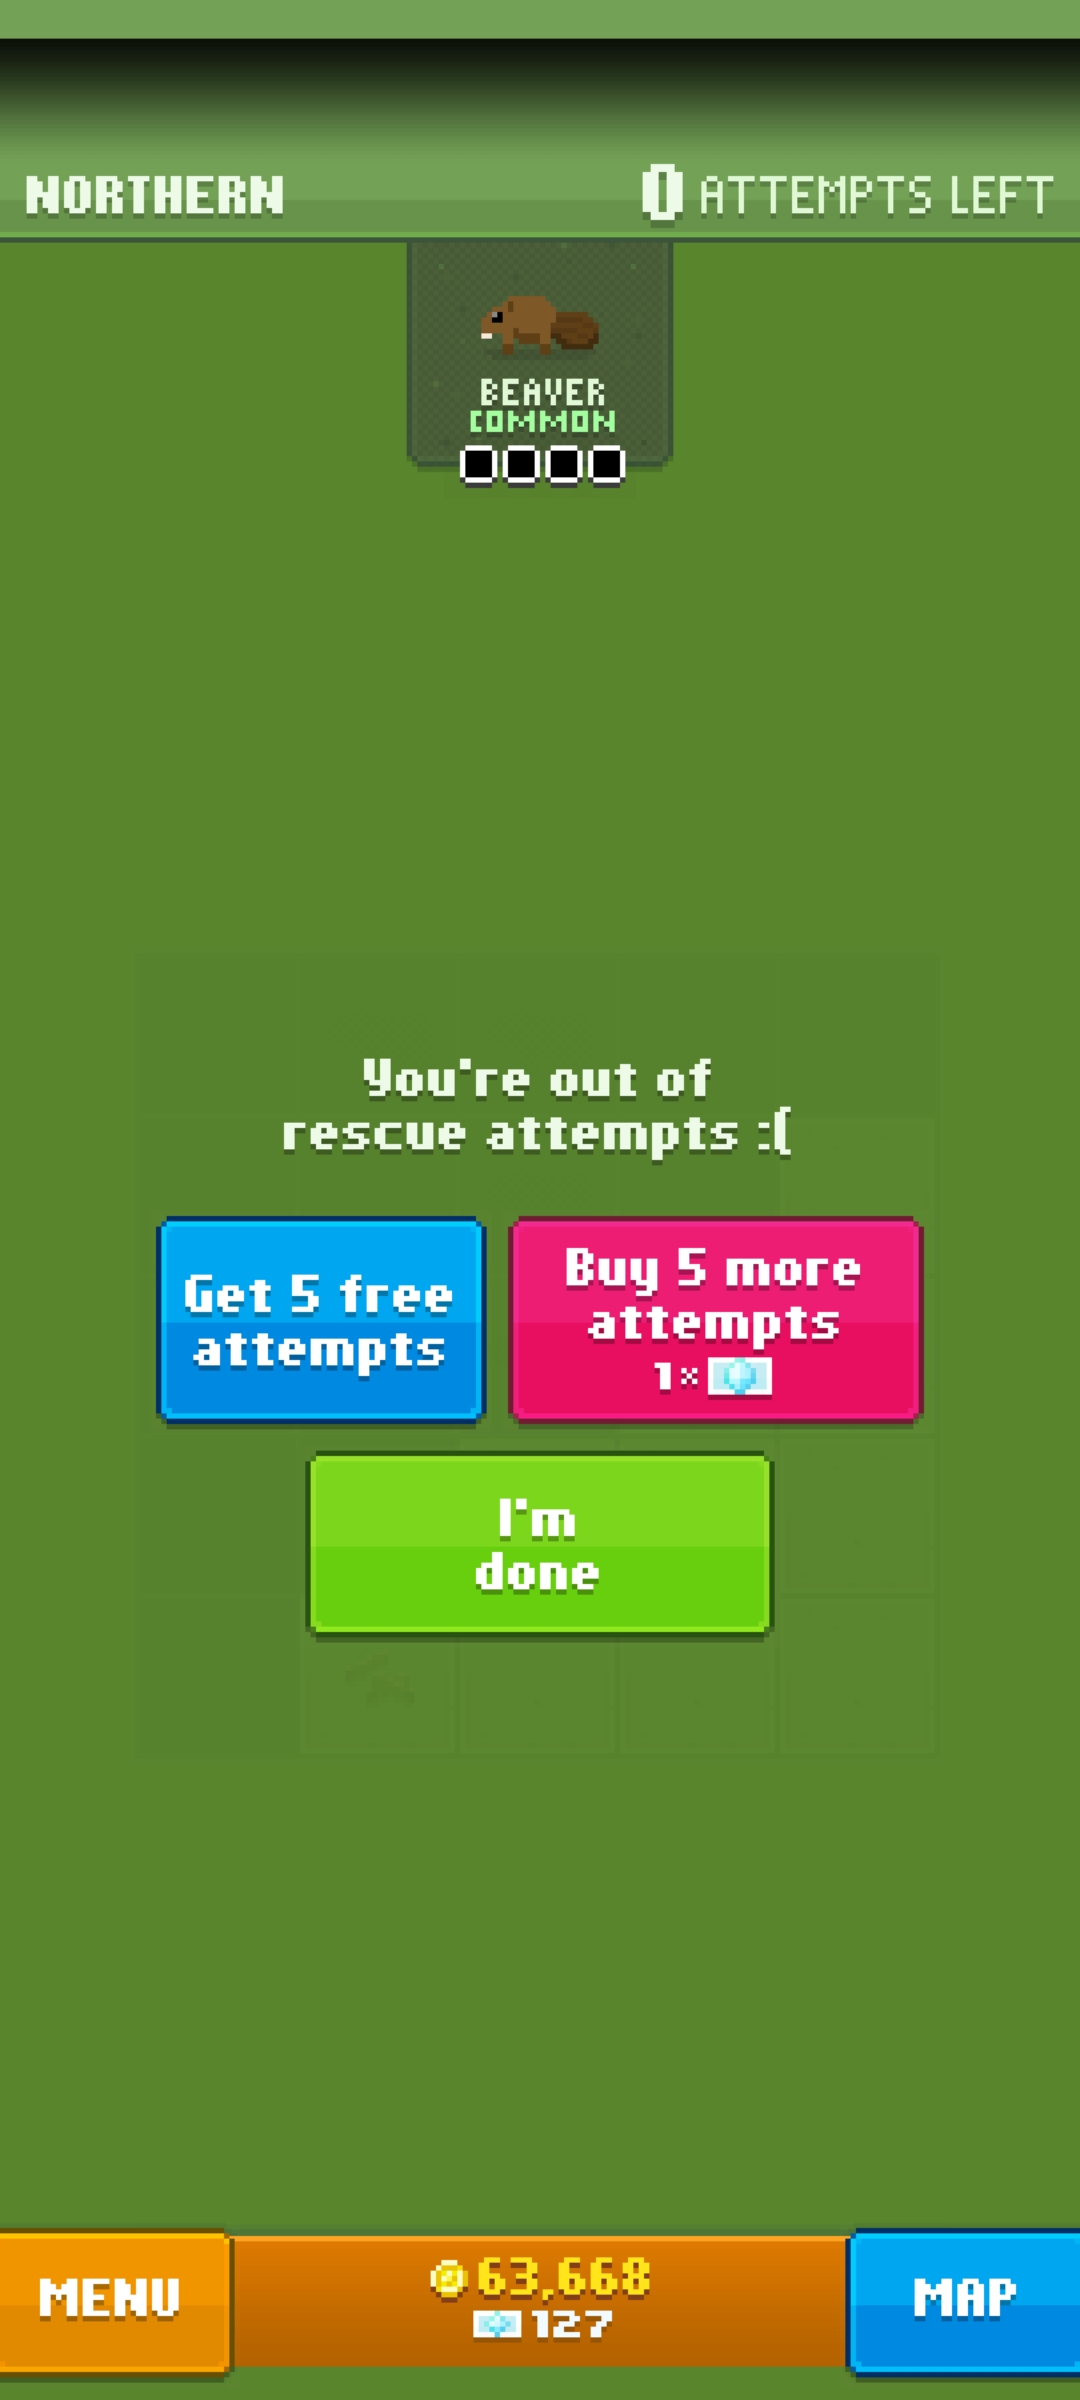 NORTHERN
0 ATTEMPTS LEFT
BEAVER
COMMON
You're out of
rescue attempts :(
Get 5 free
attempts
Buy 5 more
attempts
1×
I'm
done
MENU
63,668
127
MAP